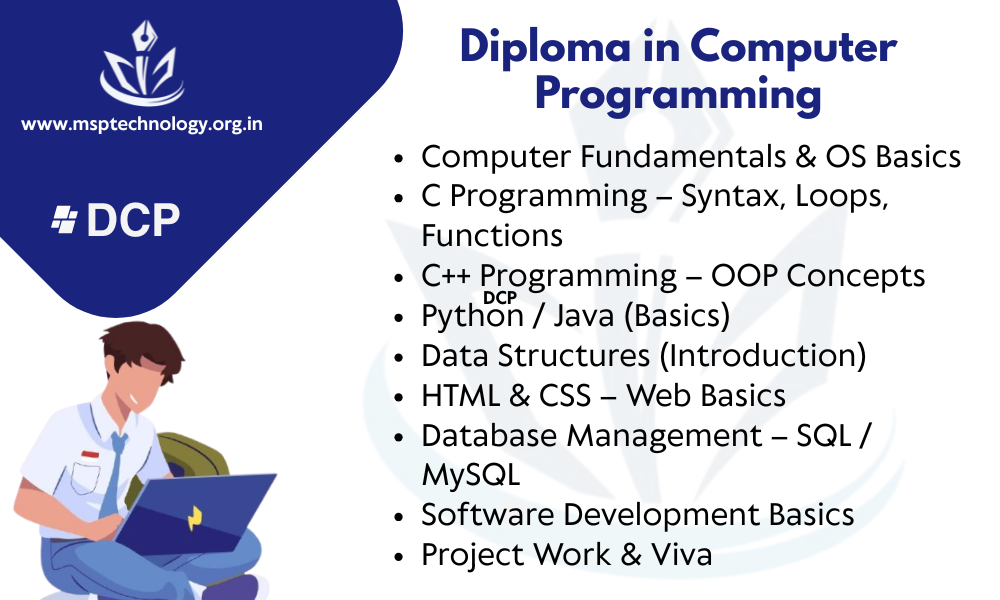 www.msptechnology.org.in
DCP
Diploma in Computer
Programming
• Computer Fundamentals & OS Basics
• C Programming – Syntax, Loops,
Functions
• C++ Programming – OOP Concepts
DCP
• Python / Java (Basics)
• Data Structures (Introduction)
• HTML & CSS – Web Basics
• Database Management – SQL /
MySQL
• Software Development Basics
• Project Work & Viva